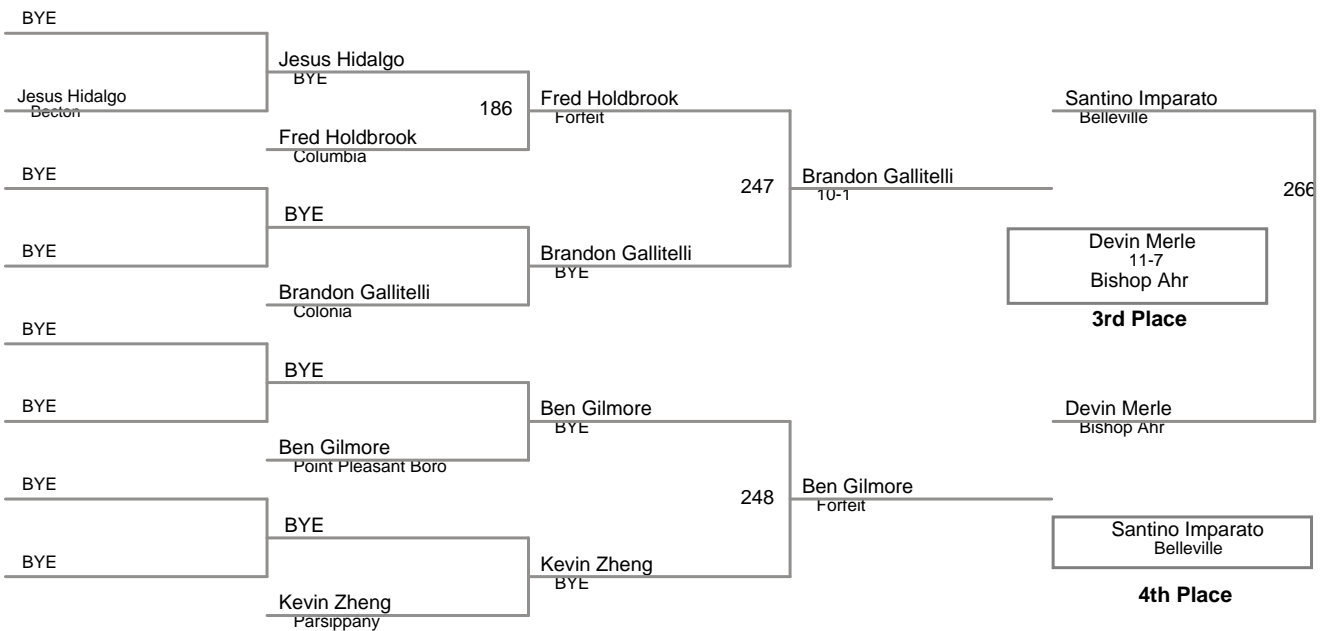 BYE
Jesus Hidalgo
BYE
Jesus Hidalgo
Becton
186
Fred Holdbrook
Forfeit
Santino Imparato
Belleville
Fred Holdbrook
Columbia
BYE
247
Brandon Gallitelli
10-1
266
BYE
BYE
Brandon Gallitelli
BYE
Devin Merle
11-7
Bishop Ahr
Brandon Gallitelli
Colonia
3rd Place
BYE
BYE
BYE
Ben Gilmore
BYE
Devin Merle
Bishop Ahr
Ben Gilmore
Point Pleasant Boro
BYE
248
Ben Gilmore
Forfeit
BYE
Santino Imparato
Belleville
BYE
Kevin Zheng
BYE
Kevin Zheng
Parsippany
4th Place